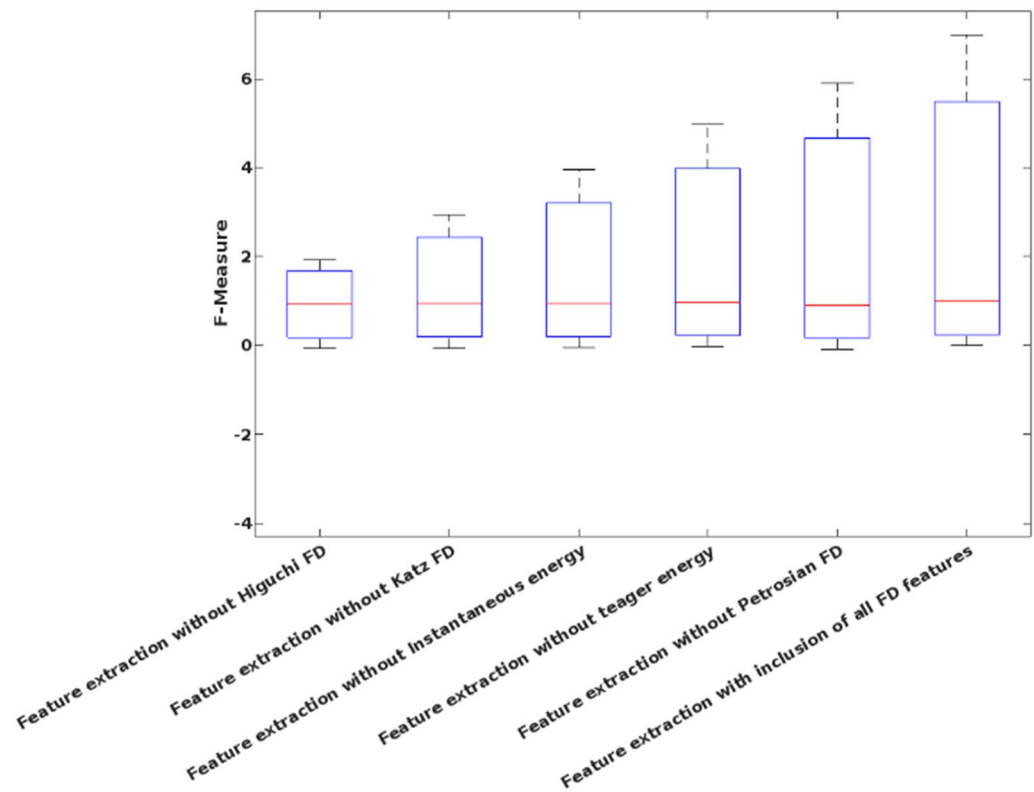 F-Measure
6
4
2
0
-2
-4
Feature extraction without Higuchi FD
Feature extraction without Katz FD
Feature extraction without Instantaneous energy
Feature extraction without teager energy
Feature extraction without Petrosian FD
Feature extraction with inclusion of all FD features